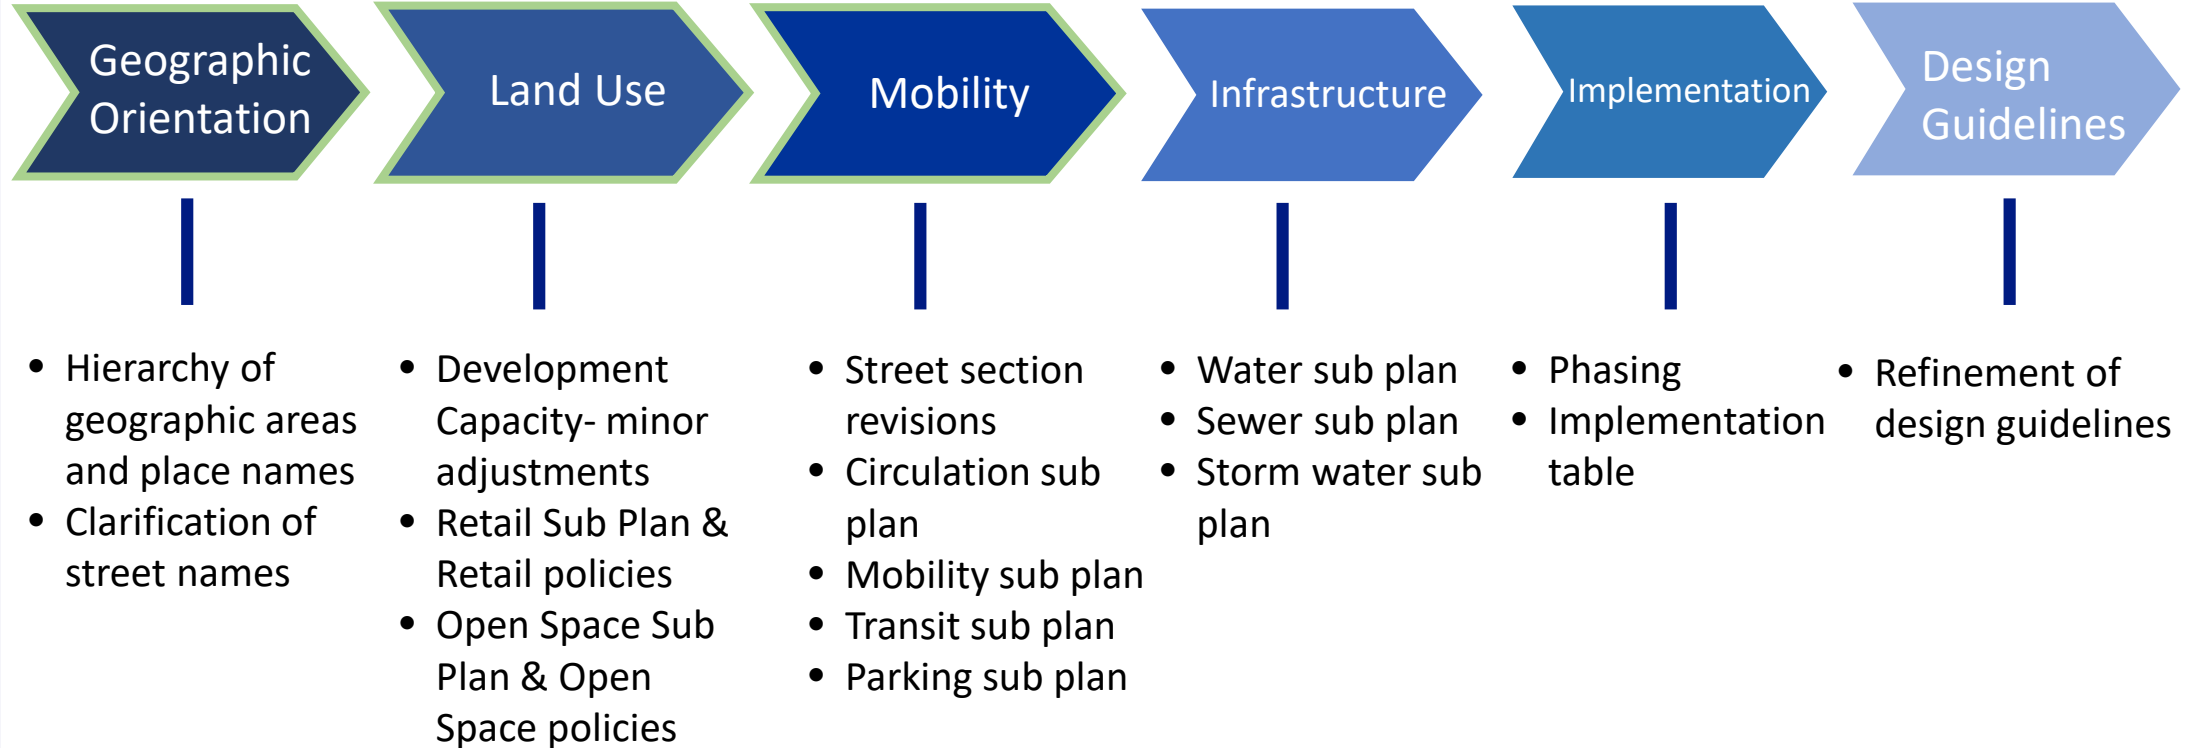 Geographic
Orientation
Land Use
Mobility
Infrastructure
Implementation
Design
Guidelines
• Hierarchy of
geographic areas
and place names
• Clarification of
street names
• Development
Capacity- minor
adjustments
• Retail Sub Plan &
Retail policies
• Open Space Sub
Plan & Open
Space policies
• Street section
revisions
• Circulation sub
plan
• Mobility sub plan
• Transit sub plan
• Parking sub plan
• Water sub plan
• Sewer sub plan
• Storm water sub
plan
• Phasing
• Implementation
table
• Refinement of
design guidelines